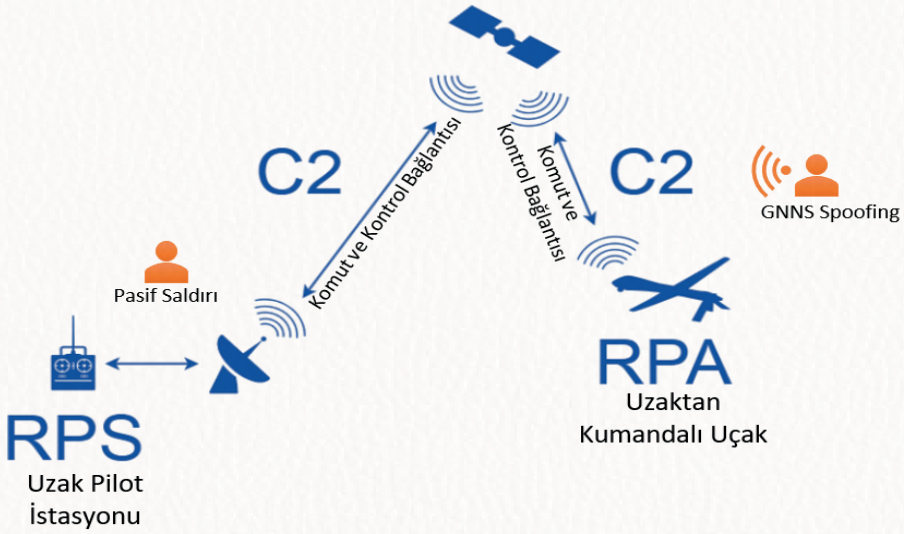 C2
Komut ve Kontrol Bağlantısı
Komut ve
Kontrol Bağlantısı
C2
GNNS Spoofing
Pasif Saldırı
RPS
Uzak Pilot
İstasyonu
RPA
Uzaktan
Kumandalı Uçak